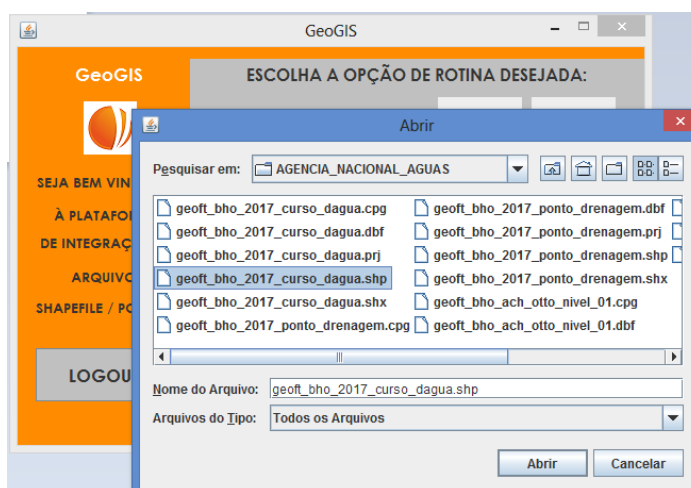 GeoGIS
GeoGIS
ESCOLHA A OPÇÃO DE ROTINA DESEJADA:
SEJA BEM VIN
À PLATAFO
DE INTEGRAÇ
ARQUIVO
SHAPEFILE / PO
LOGOU
Abrir
Pesquisar em:
AGENCIA_NACIONAL_AGUAS
geoft_bho_2017_curso_dagua.cpg
geoft_bho_2017_curso_dagua.dbf
geoft_bho_2017_curso_dagua.prj
geoft_bho_2017_curso_dagua.shp
geoft_bho_2017_curso_dagua.shx
geoft_bho_2017_ponto_drenagem.cpg
geoft_bho_2017_ponto_drenagem.dbf
geoft_bho_2017_ponto_drenagem.prj
geoft_bho_2017_ponto_drenagem.shp
geoft_bho_2017_ponto_drenagem.shx
geoft_bho_ach_otto_nivel_01.cpg
geoft_bho_ach_otto_nivel_01.dbf
Nome do Arquivo:
geoft_bho_2017_curso_dagua.shp
Arquivos do Tipo:
Todos os Arquivos
Abrir
Cancelar